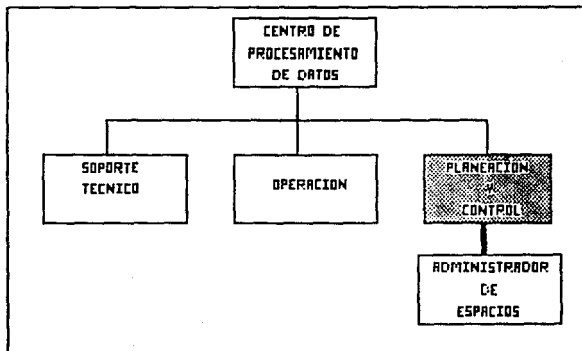 CENTRO DE
PROCESAMIENTO
DE DATOS
SOPORTE
TECNICO
OPERACION
PLANEACION
Y
CONTROL
ADMINISTRADOR
DE
ESPACIOS